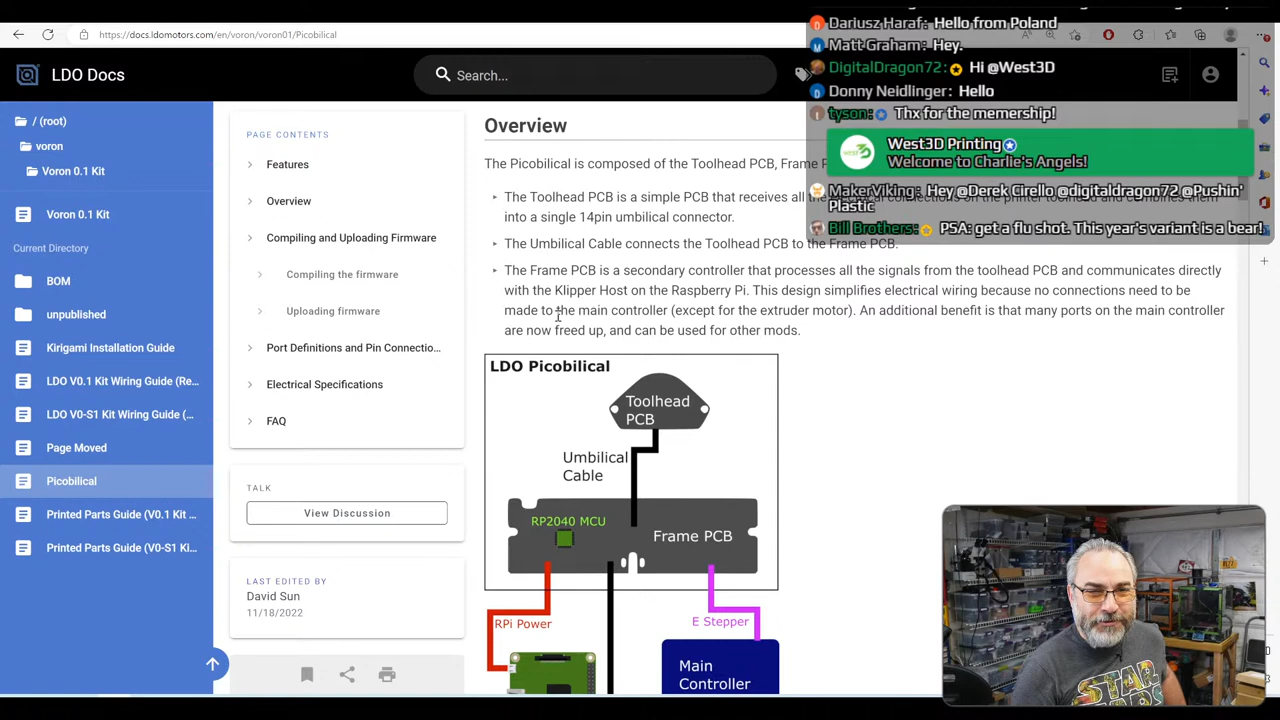 https://docs.ldomotors.com/en/voron/voron01/Picobilical
LDO Docs
Search...
Dariusz Haraf: Hello from Poland
Matt Graham: Hey.
DigitalDragon72: Hi @West3D
Donny Neidlinger: Hello
tyson: Thx for the memership!
West3D Printing
Welcome to Charlie's Angels!
MakerViking: Hey @Derek Cirello @digitaldragon72 @Pushin'
Plastic
Bill Brothers: PSA: get a flu shot. This year's variant is a bear!
/ (root)
voron
Voron 0.1 Kit
Voron 0.1 Kit
Current Directory
BOM
unpublished
Kirigami Installation Guide
LDO V0.1 Kit Wiring Guide (Re...
LDO V0-S1 Kit Wiring Guide (...
Page Moved
Picobilical
Printed Parts Guide (V0.1 Kit ...
Printed Parts Guide (V0-S1 Ki...
PAGE CONTENTS
Features
Overview
Compiling and Uploading Firmware
Compiling the firmware
Uploading firmware
Port Definitions and Pin Connectio...
Electrical Specifications
FAQ
TALK
View Discussion
LAST EDITED BY
David Sun
11/18/2022
Overview
The Picobilical is composed of the Toolhead PCB, Frame
The Toolhead PCB is a simple PCB that receives all the connections on the printer toolhead and combines them
into a single 14pin umbilical connector.
The Umbilical Cable connects the Toolhead PCB to the Frame PCB.
The Frame PCB is a secondary controller that processes all the signals from the toolhead PCB and communicates directly
with the Klipper Host on the Raspberry Pi. This design simplifies electrical wiring because no connections need to be
made to the main controller (except for the extruder motor). An additional benefit is that many ports on the main controller
are now freed up, and can be used for other mods.
LDO Picobilical
Toolhead
PCB
Umbilical
Cable
RP2040 MCU
Frame PCB
RPi Power
E Stepper
Main
Controller
STAR